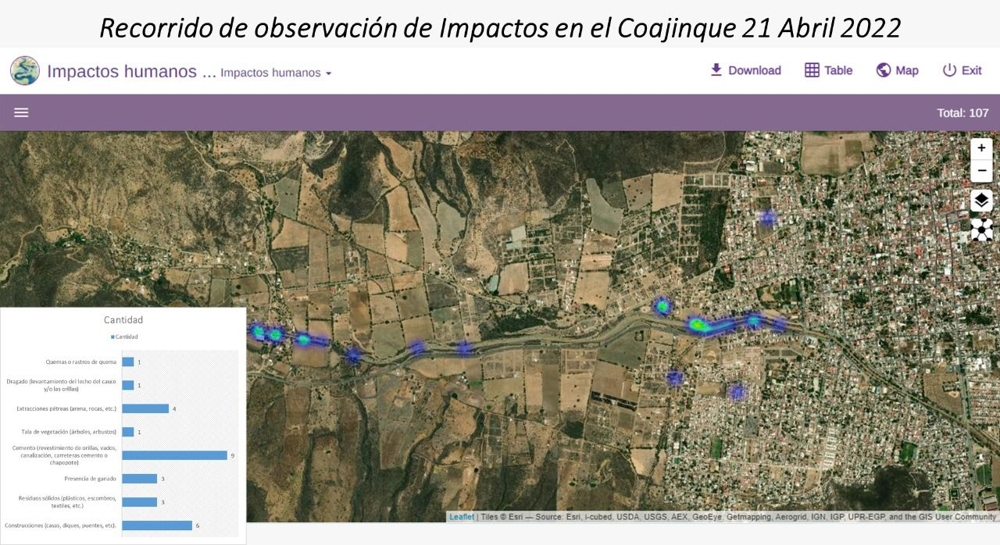 Recorrido de observación de Impactos en el Coajinque 21 Abril 2022
Impactos humanos ... Impactos humanos
Download
Table
Map
Exit
Total: 107
+
−
Cantidad
Cantidad
Quemas o rastros de quema 1
Dragado (levantamiento del lecho del cauce
y/o las orillas) 1
Extracciones pétreas (arena, rocas, etc.) 4
Tala de vegetación (árboles, arbustos) 1
Cemento (revestimiento de orillas, vados,
canalización, carreteras cemento o
chapopote) 9
Presencia de ganado 3
Residuos sólidos (plásticos, escombros,
textiles, etc.) 3
Construcciones (casas, diques, puentes, etc). 6
Leaflet | Tiles © Esri — Source: Esri, i-cubed, USDA, USGS, AEX, GeoEye, Getmapping, Aerogrid, IGN, IGP, UPR-EGP, and the GIS User Community